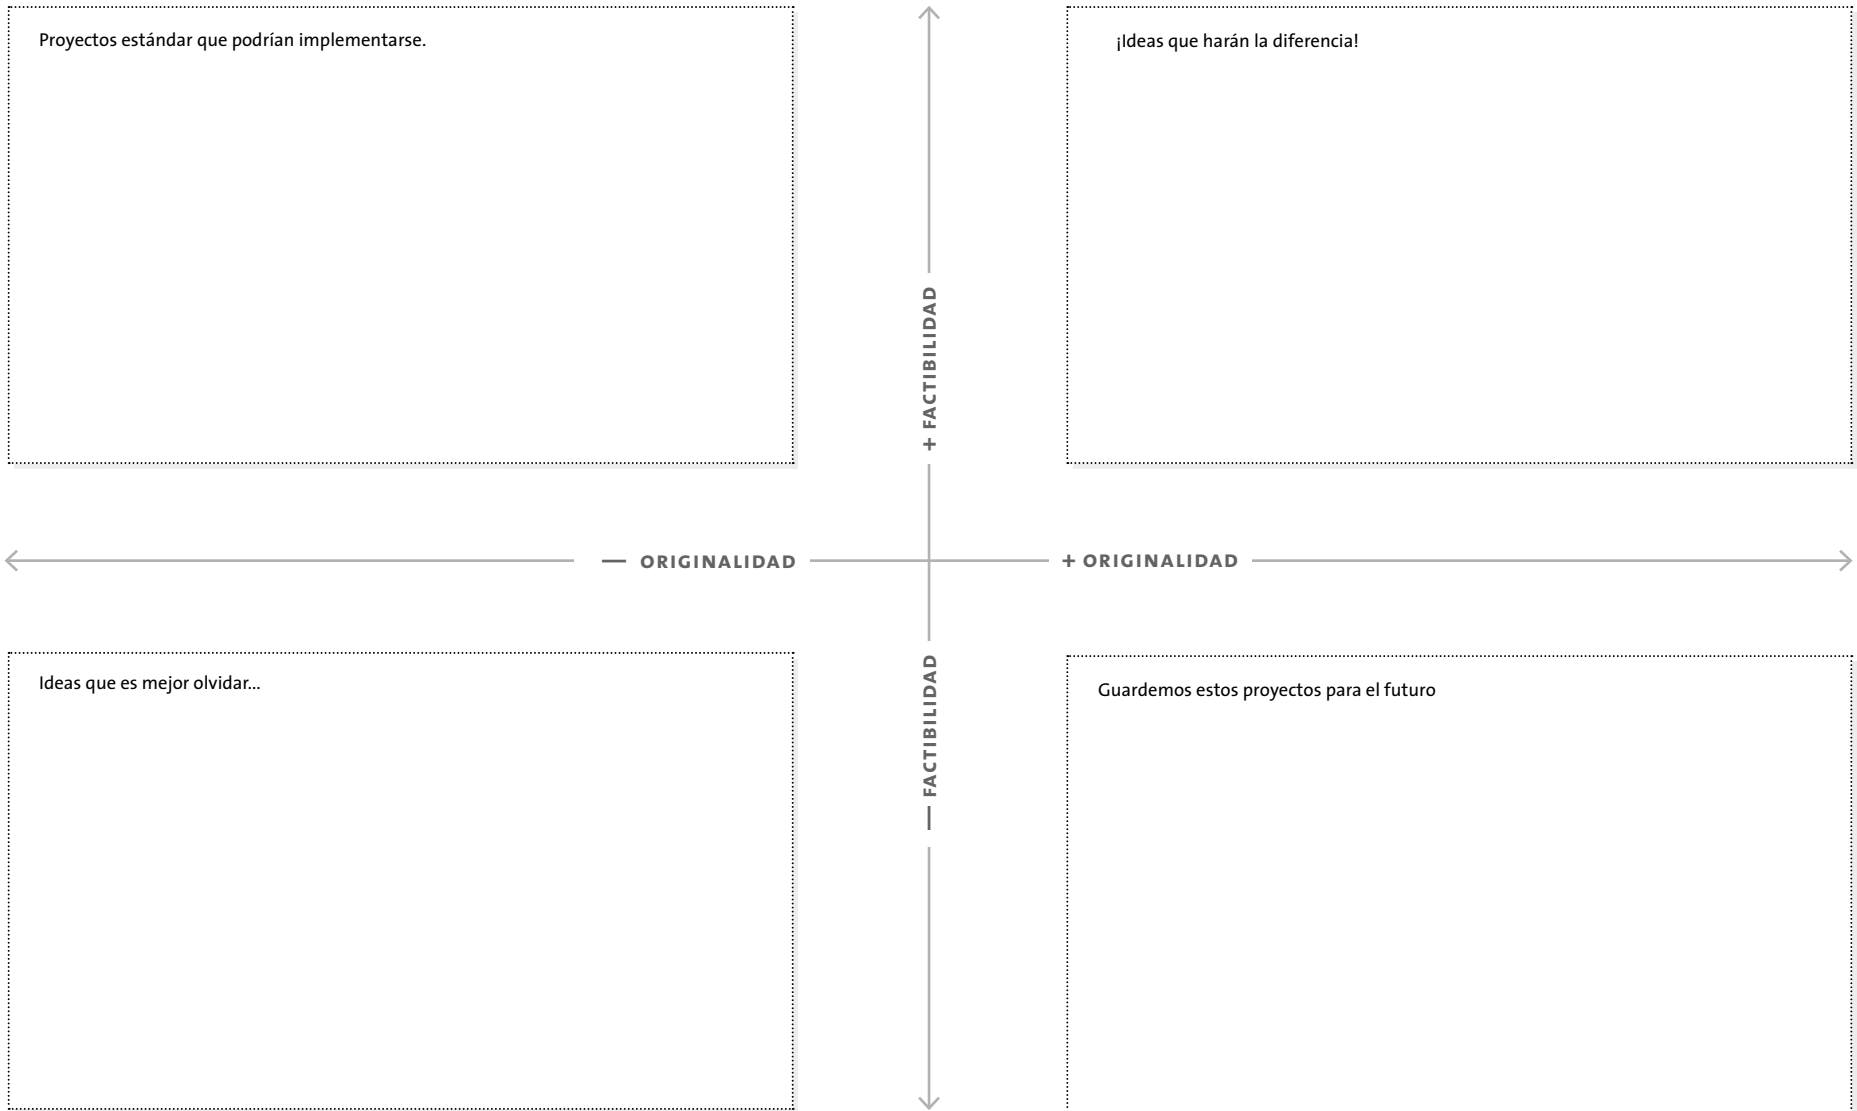 Proyectos estándar que podrían implementarse.
¡Ideas que harán la diferencia!
+ FACTIBILIDAD
— ORIGINALIDAD
+ ORIGINALIDAD
Ideas que es mejor olvidar...
— FACTIBILIDAD
Guardemos estos proyectos para el futuro